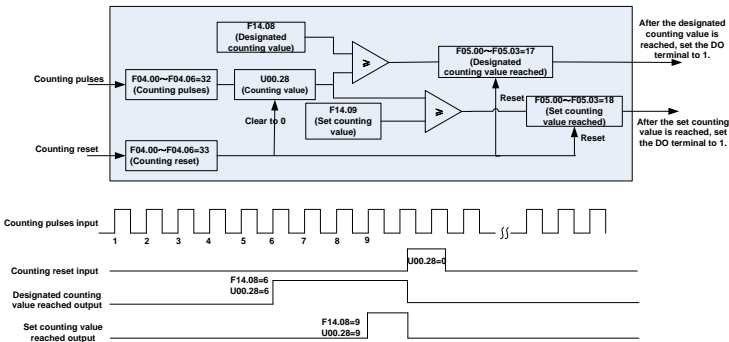 F14.08
(Designated
counting value)
Counting pulses
F04.00～F04.06=32
(Counting pulses)
U00.28
(Counting value)
≥
F05.00～F05.03=17
(Designated
counting value reached)
After the designated
counting value is
reached, set the DO
terminal to 1.
F14.09
(Set counting
value)
≥
Reset
F05.00～F05.03=18
(Set counting
value reached)
After the set counting
value is reached, set
the DO terminal to 1.
Clear to 0
Counting reset
F04.00～F04.06=33
(Counting reset)
Reset
Counting pulses input
1 2 3 4 5 6 7 8 9
Counting reset input
U00.28=0
Designated counting
value reached output
F14.08=6
U00.28=6
Set counting value
reached output
F14.08=9
U00.28=9